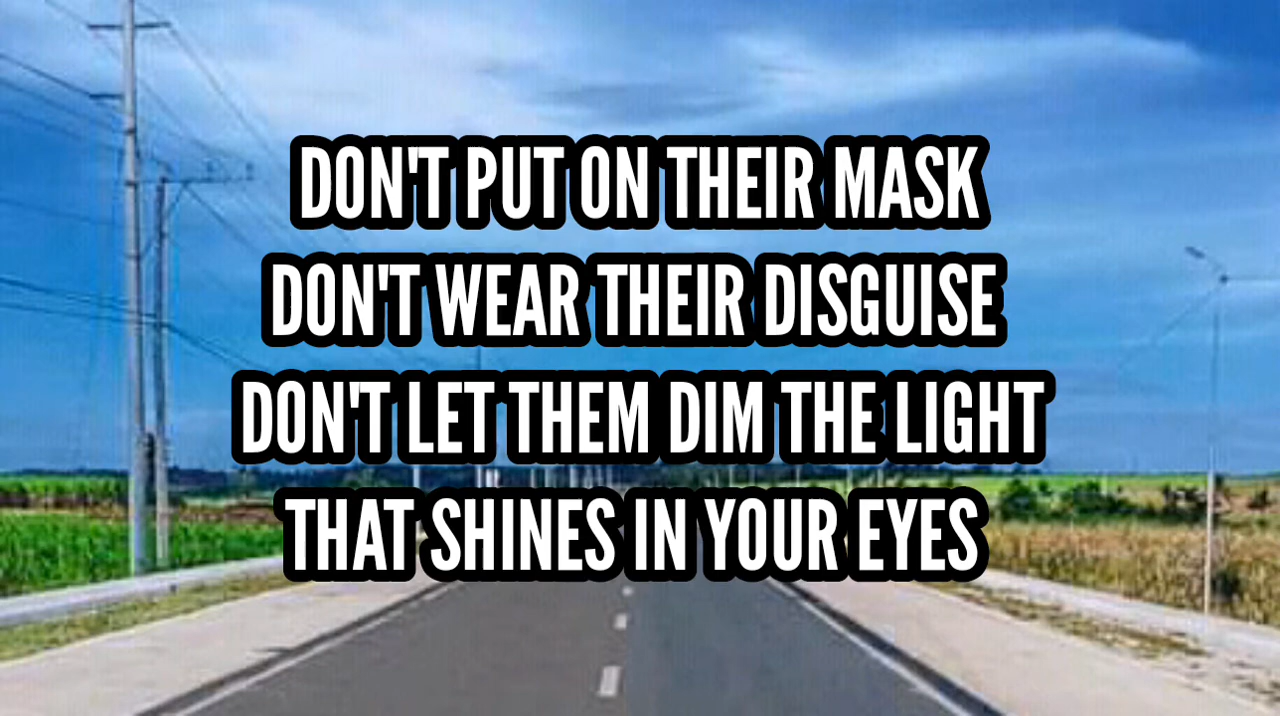 DON'T PUT ON THEIR MASK
DON'T WEAR THEIR DISGUISE
DON'T LET THEM DIM THE LIGHT
THAT SHINES IN YOUR EYES